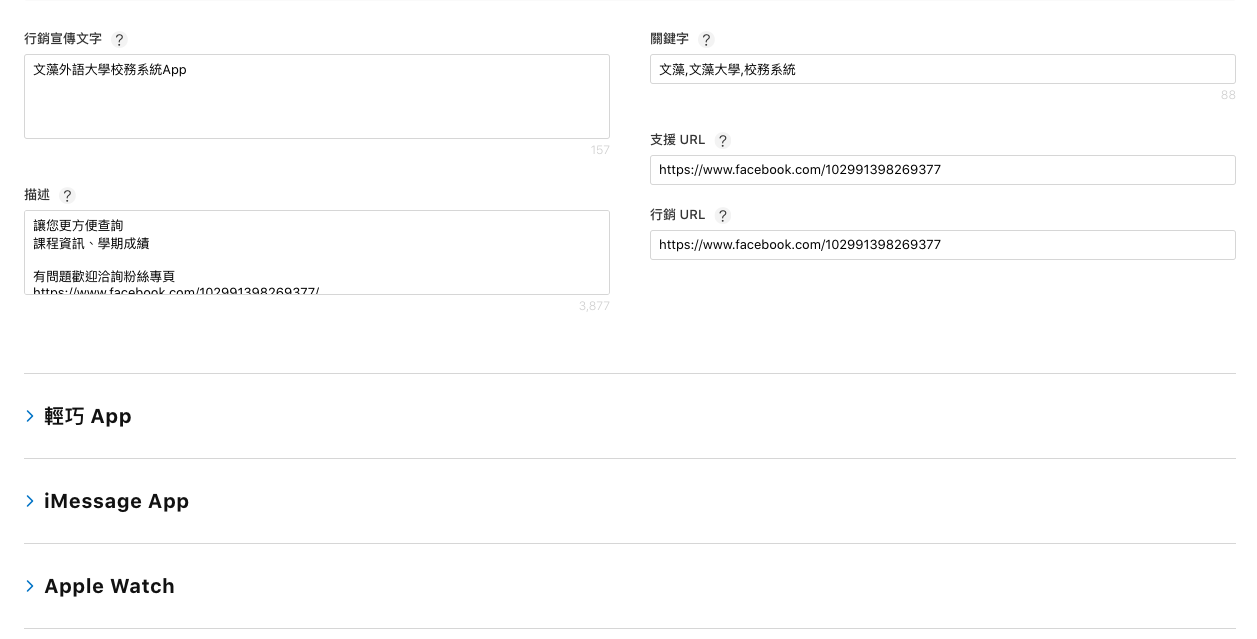 行銷宣傳文字 ?
文藻外語大學校務系統App
157
描述 ?
讓您更方便查詢
課程資訊、學期成績
有問題歡迎洽詢粉絲專頁
https://www.facebook.com/102991398269377/
3,877
關鍵字 ?
文藻,文藻大學,校務系統
88
支援 URL ?
https://www.facebook.com/102991398269377
行銷 URL ?
https://www.facebook.com/102991398269377
輕巧 App
iMessage App
Apple Watch